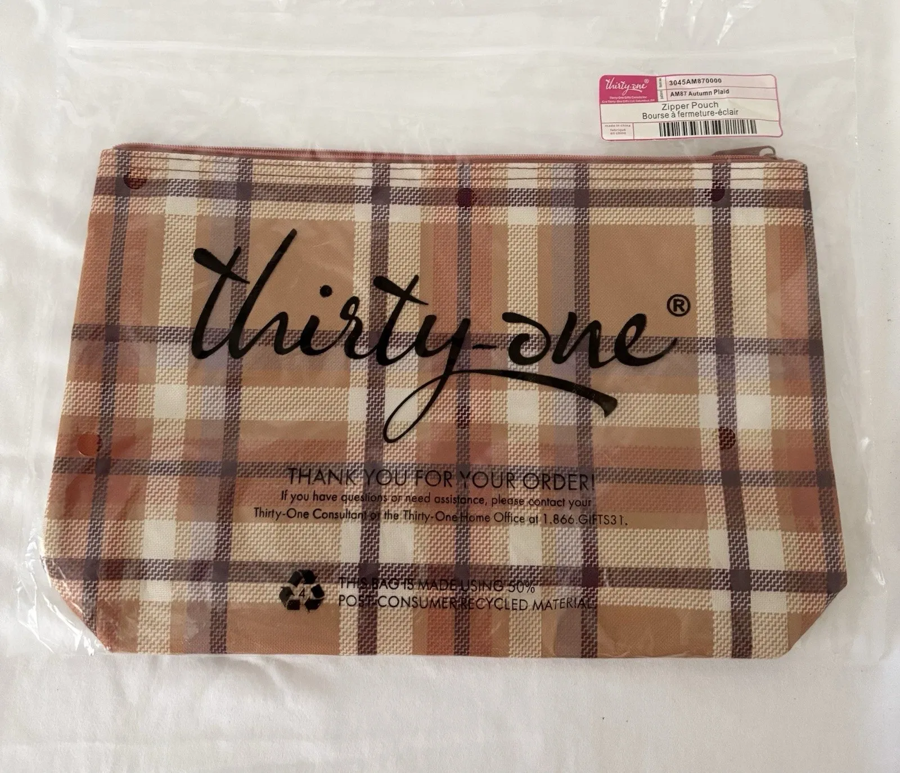 thirty-one
3045AM870000
AM87 Autumn Plaid
Zipper Pouch
Bourse à fermeture-éclair
thirty-one®
THANK YOU FOR YOUR ORDER!
If you have questions or need assistance, please contact your
Thirty-One Consultant or the Thirty-One Home Office at 1.866.GIFTS31.
4
THIS BAG IS MADE USING 50%
POST-CONSUMER RECYCLED MATERIAL